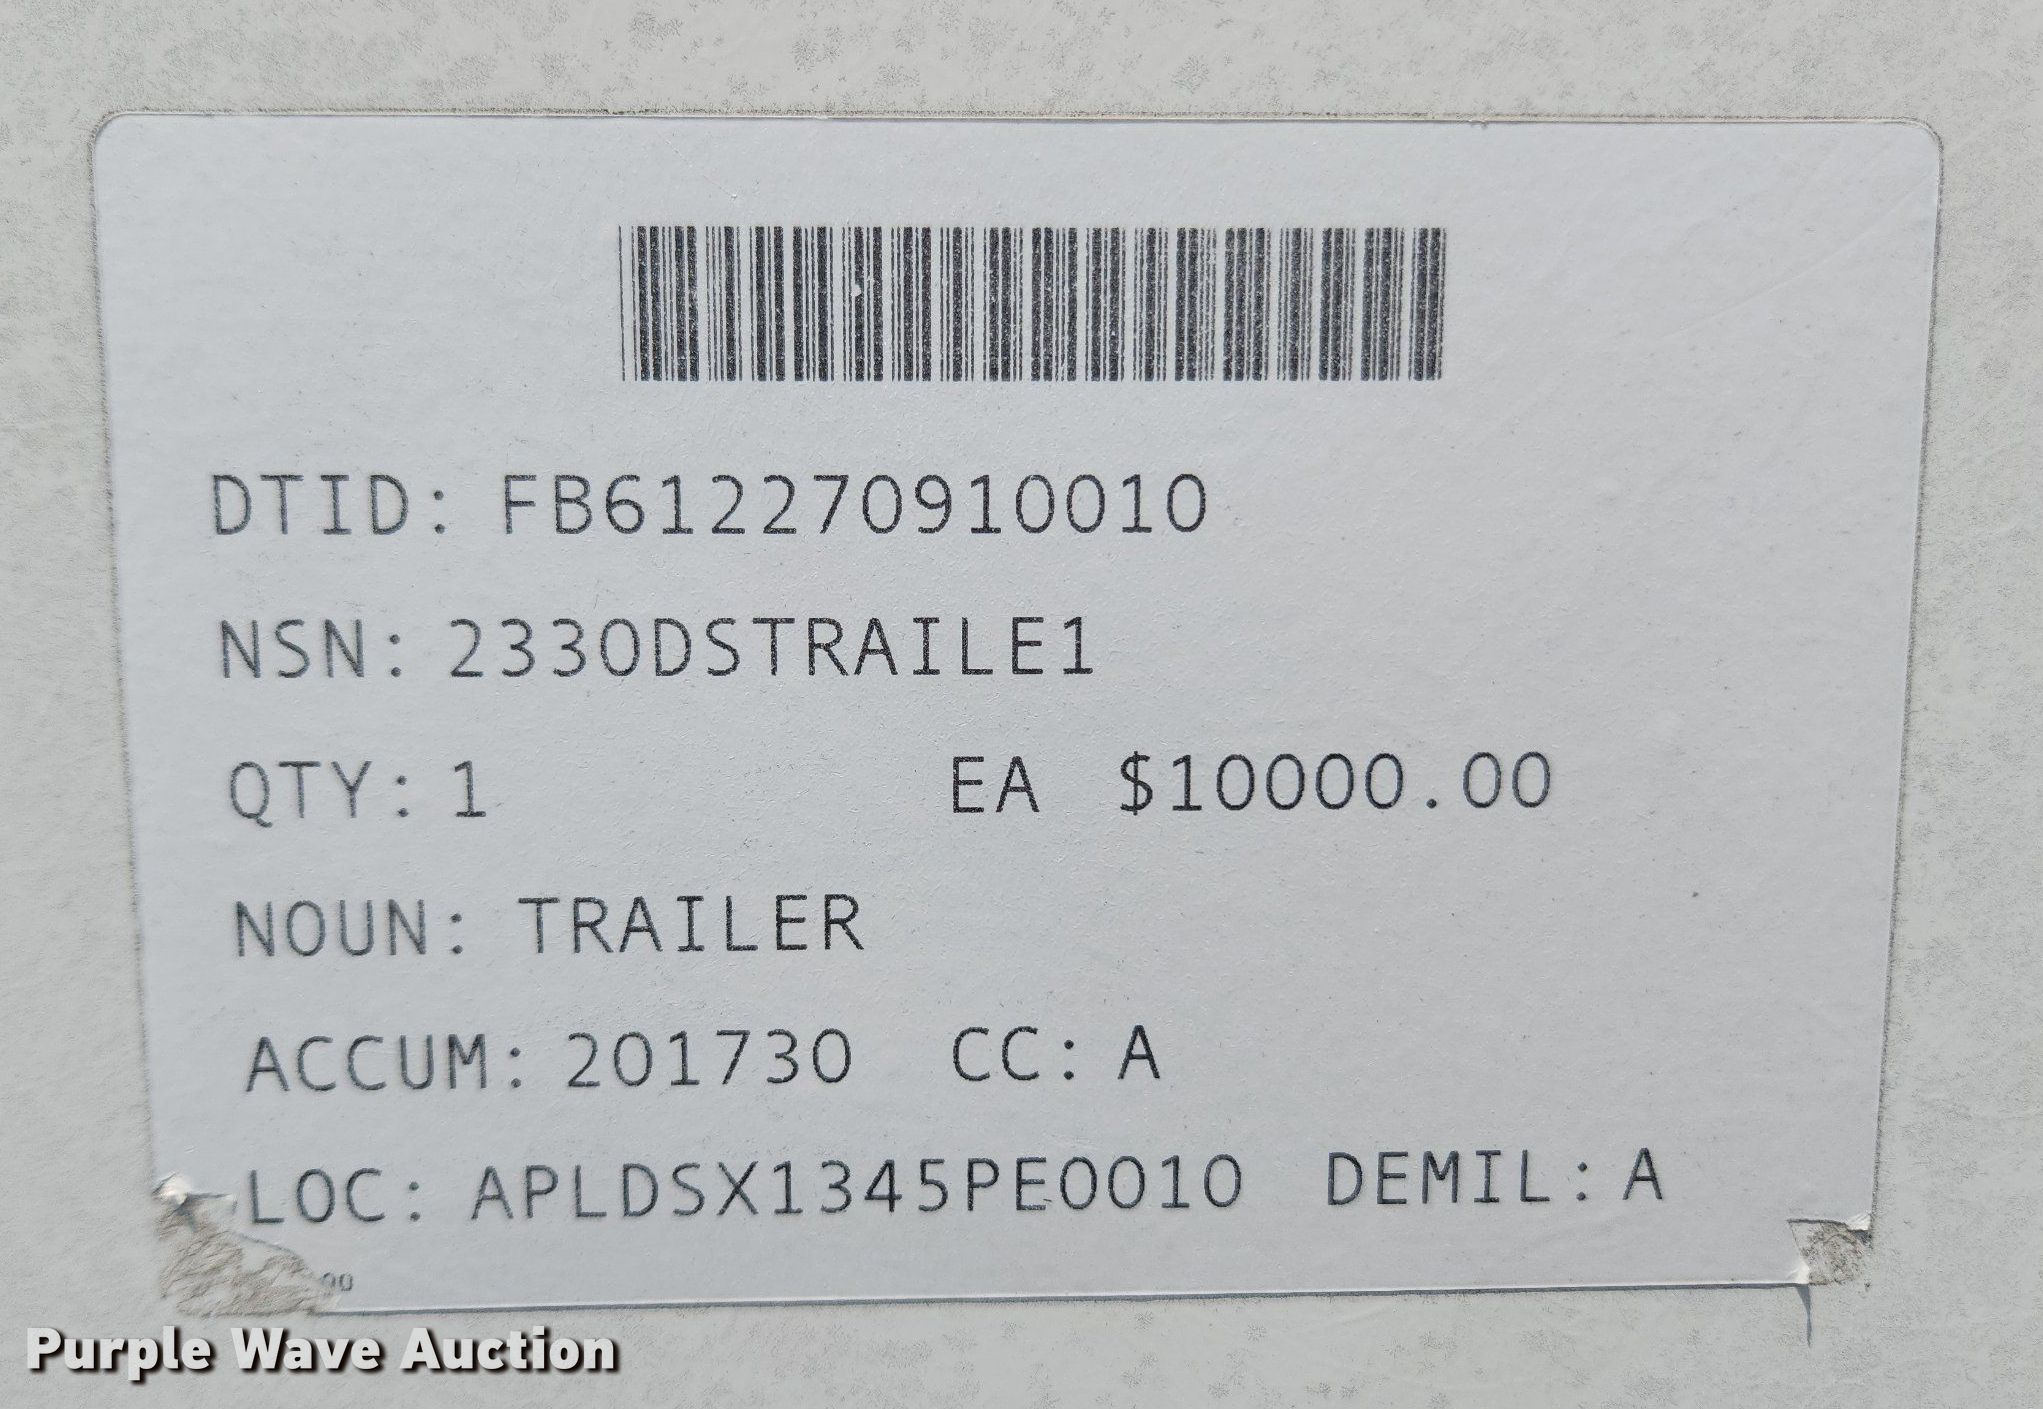 DTID: FB612270910010
NSN: 2330DSTRAILE1
QTY: 1 EA $10000.00
NOUN: TRAILER
ACCUM: 201730 CC: A
LOC: APLDSX1345PE0010 DEMIL: A
Purple Wave Auction